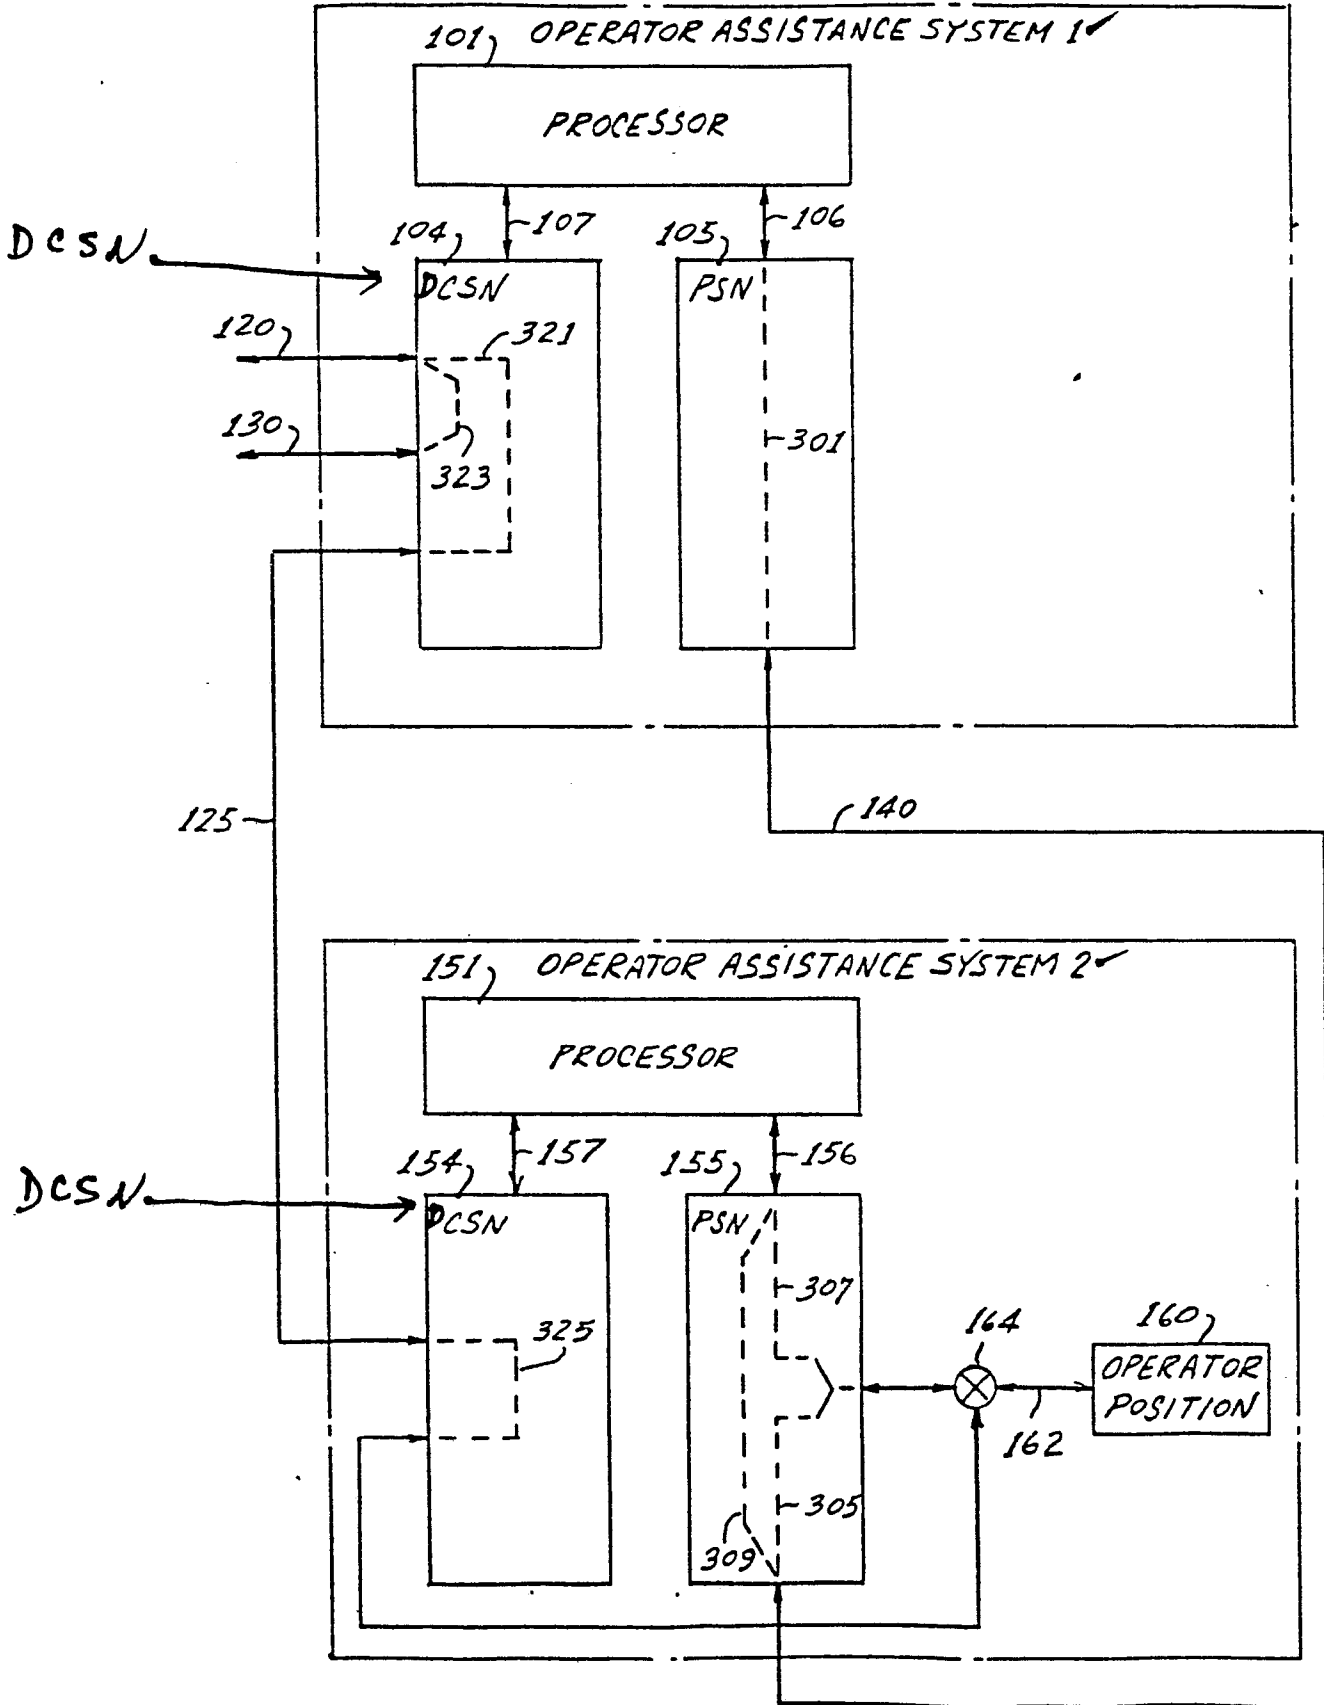 OPERATOR ASSISTANCE SYSTEM 1
101
PROCESSOR
107
106
DCSN
104
105
DCSN
PSN
120
321
130
323
301
125
140
OPERATOR ASSISTANCE SYSTEM 2
151
PROCESSOR
157
156
DCSN
154
155
DCSN
PSN
307
325
164
160
OPERATOR
POSITION
162
305
309